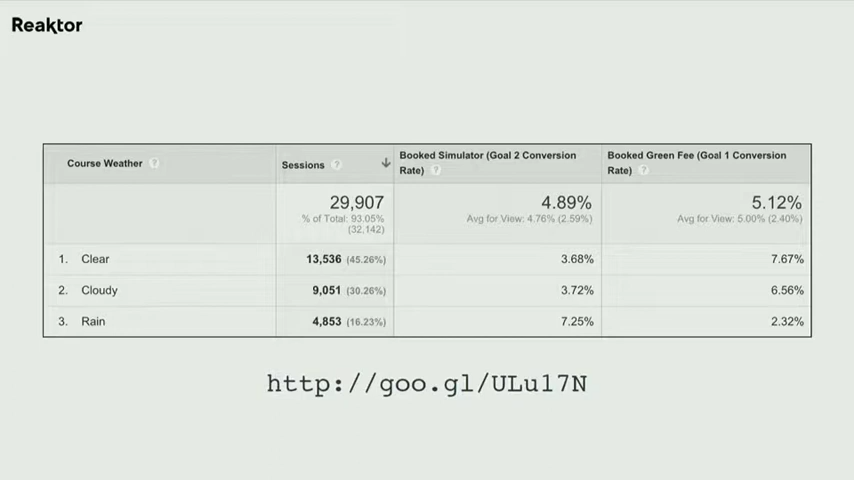 Reaktor
Course Weather ?
Sessions ?
Booked Simulator (Goal 2 Conversion
Rate) ?
Booked Green Fee (Goal 1 Conversion
Rate) ?
29,907
% of Total: 93.05%
(32,142)
4.89%
Avg for View: 4.76% (2.59%)
5.12%
Avg for View: 5.00% (2.40%)
1. Clear 13,536 (45.26%) 3.68% 7.67%
2. Cloudy 9,051 (30.26%) 3.72% 6.56%
3. Rain 4,853 (16.23%) 7.25% 2.32%
http://goo.gl/ULu17N